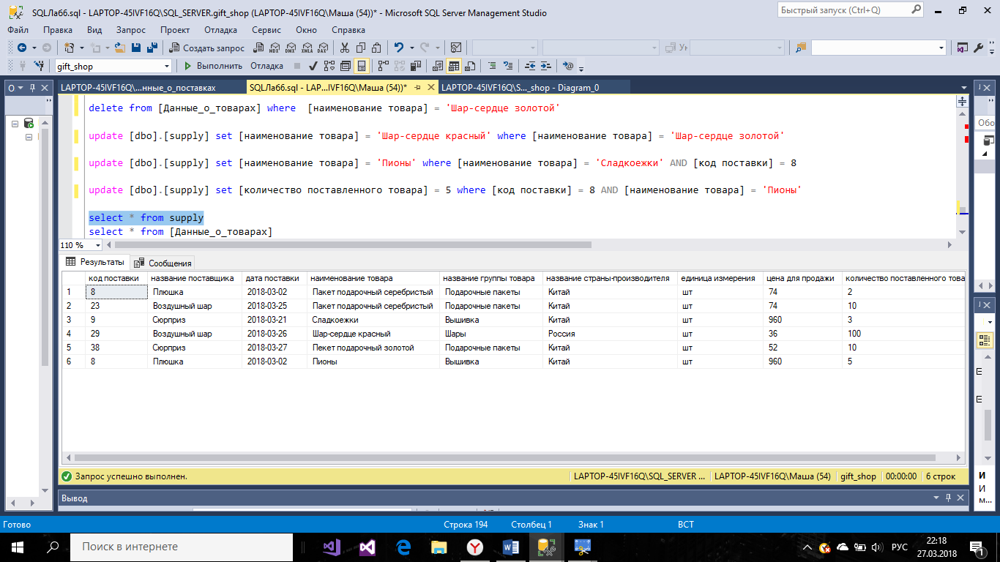 SQLЛаб6.sql - LAPTOP-45IVF16Q\SQL_SERVER.gift_shop (LAPTOP-45IVF16Q\Маша (54))* - Microsoft SQL Server Management Studio
Быстрый запуск (Ctrl+Q)
Файл Правка Вид Запрос Проект Отладка Сервис Окно Справка
Создать запрос
gift_shop Выполнить Отладка
LAPTOP-45IVF16Q\...нные_о_поставках SQLЛаб6.sql - LAP...IVF16Q\Маша (54))* LAPTOP-45IVF16Q\S..._shop - Diagram_0
delete from [Данные_о_товарах] where [наименование товара] = 'Шар-сердце золотой'
update [dbo].[supply] set [наименование товара] = 'Шар-сердце красный' where [наименование товара] = 'Шар-сердце золотой'
update [dbo].[supply] set [наименование товара] = 'Пионы' where [наименование товара] = 'Сладкоежки' AND [код поставки] = 8
update [dbo].[supply] set [количество поставленного товара] = 5 where [код поставки] = 8 AND [наименование товара] = 'Пионы'
select * from supply
select * from [Данные_о_товарах]
110 %
Результаты Сообщения
код поставки название поставщика дата поставки наименование товара название группы товара название страны-производителя единица измерения цена для продажи количество поставленного това
1 8 Плюшка 2018-03-02 Пакет подарочный серебристый Подарочные пакеты Китай шт 74 2
2 23 Воздушный шар 2018-03-25 Пакет подарочный серебристый Подарочные пакеты Китай шт 74 10
3 9 Сюрприз 2018-03-21 Сладкоежки Вышивка Китай шт 960 3
4 29 Воздушный шар 2018-03-26 Шар-сердце красный Шары Россия шт 36 100
5 38 Сюрприз 2018-03-27 Пекет подарочный золотой Подарочные пакеты Китай шт 52 10
6 8 Плюшка 2018-03-02 Пионы Вышивка Китай шт 960 5
Запрос успешно выполнен. LAPTOP-45IVF16Q\SQL_SERVER ... LAPTOP-45IVF16Q\Маша (54) gift_shop 00:00:00 6 строк
Вывод
Готово Строка 194 Столбец 1 Знак 1 ВСТ
Поиск в интернете
РУС 22:18
27.03.2018